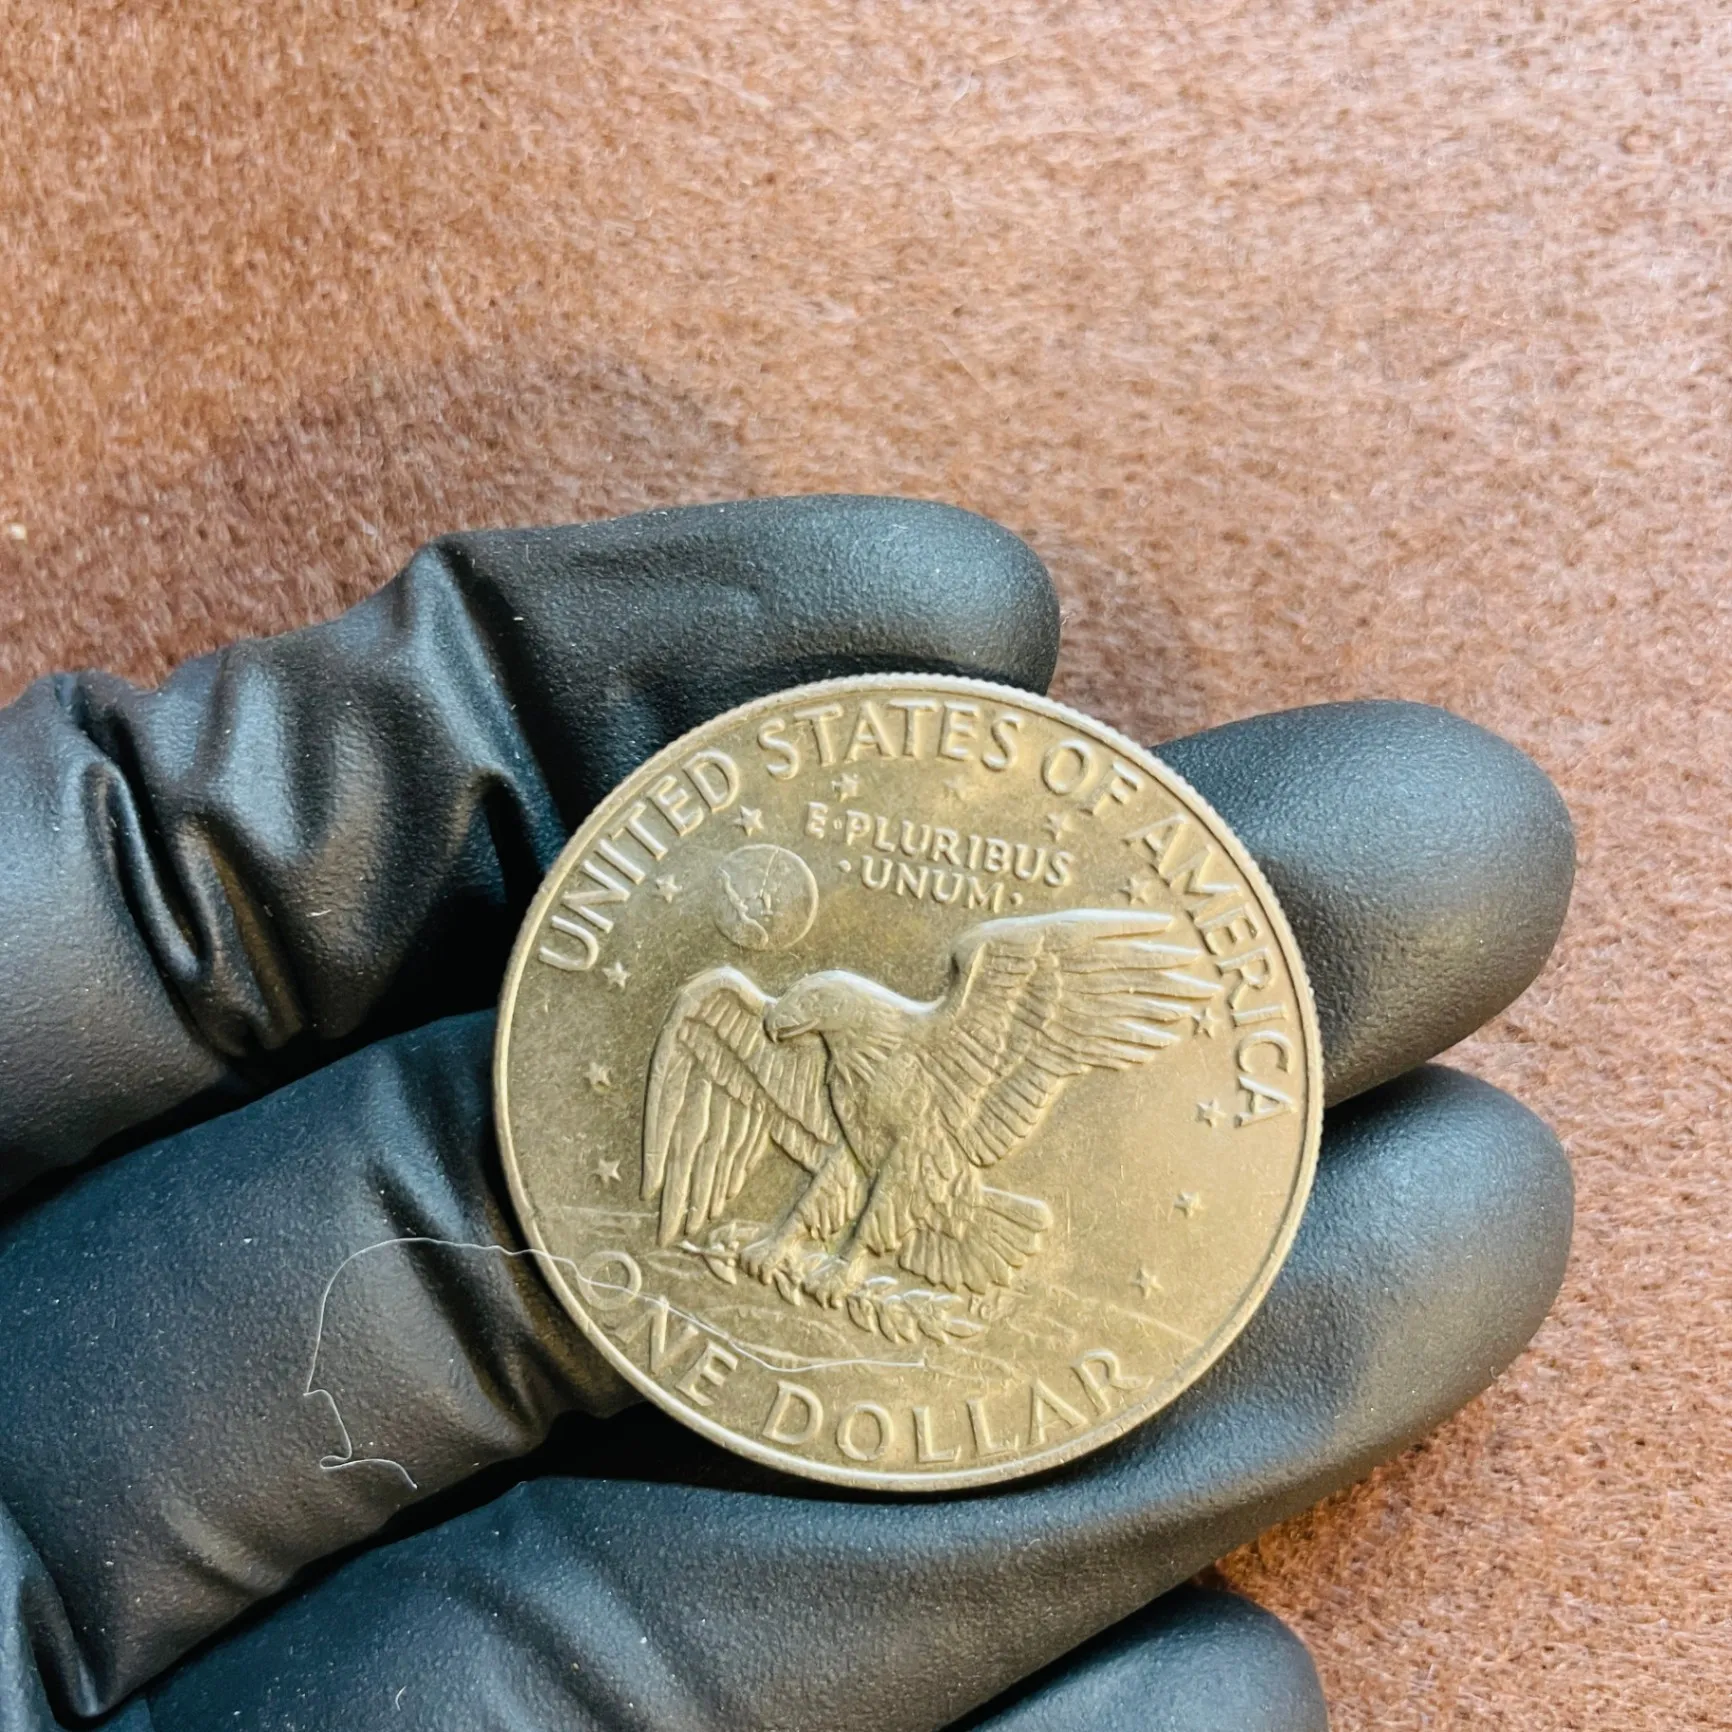 UNITED STATES OF AMERICA
E·PLURIBUS
·UNUM·
ONE DOLLAR